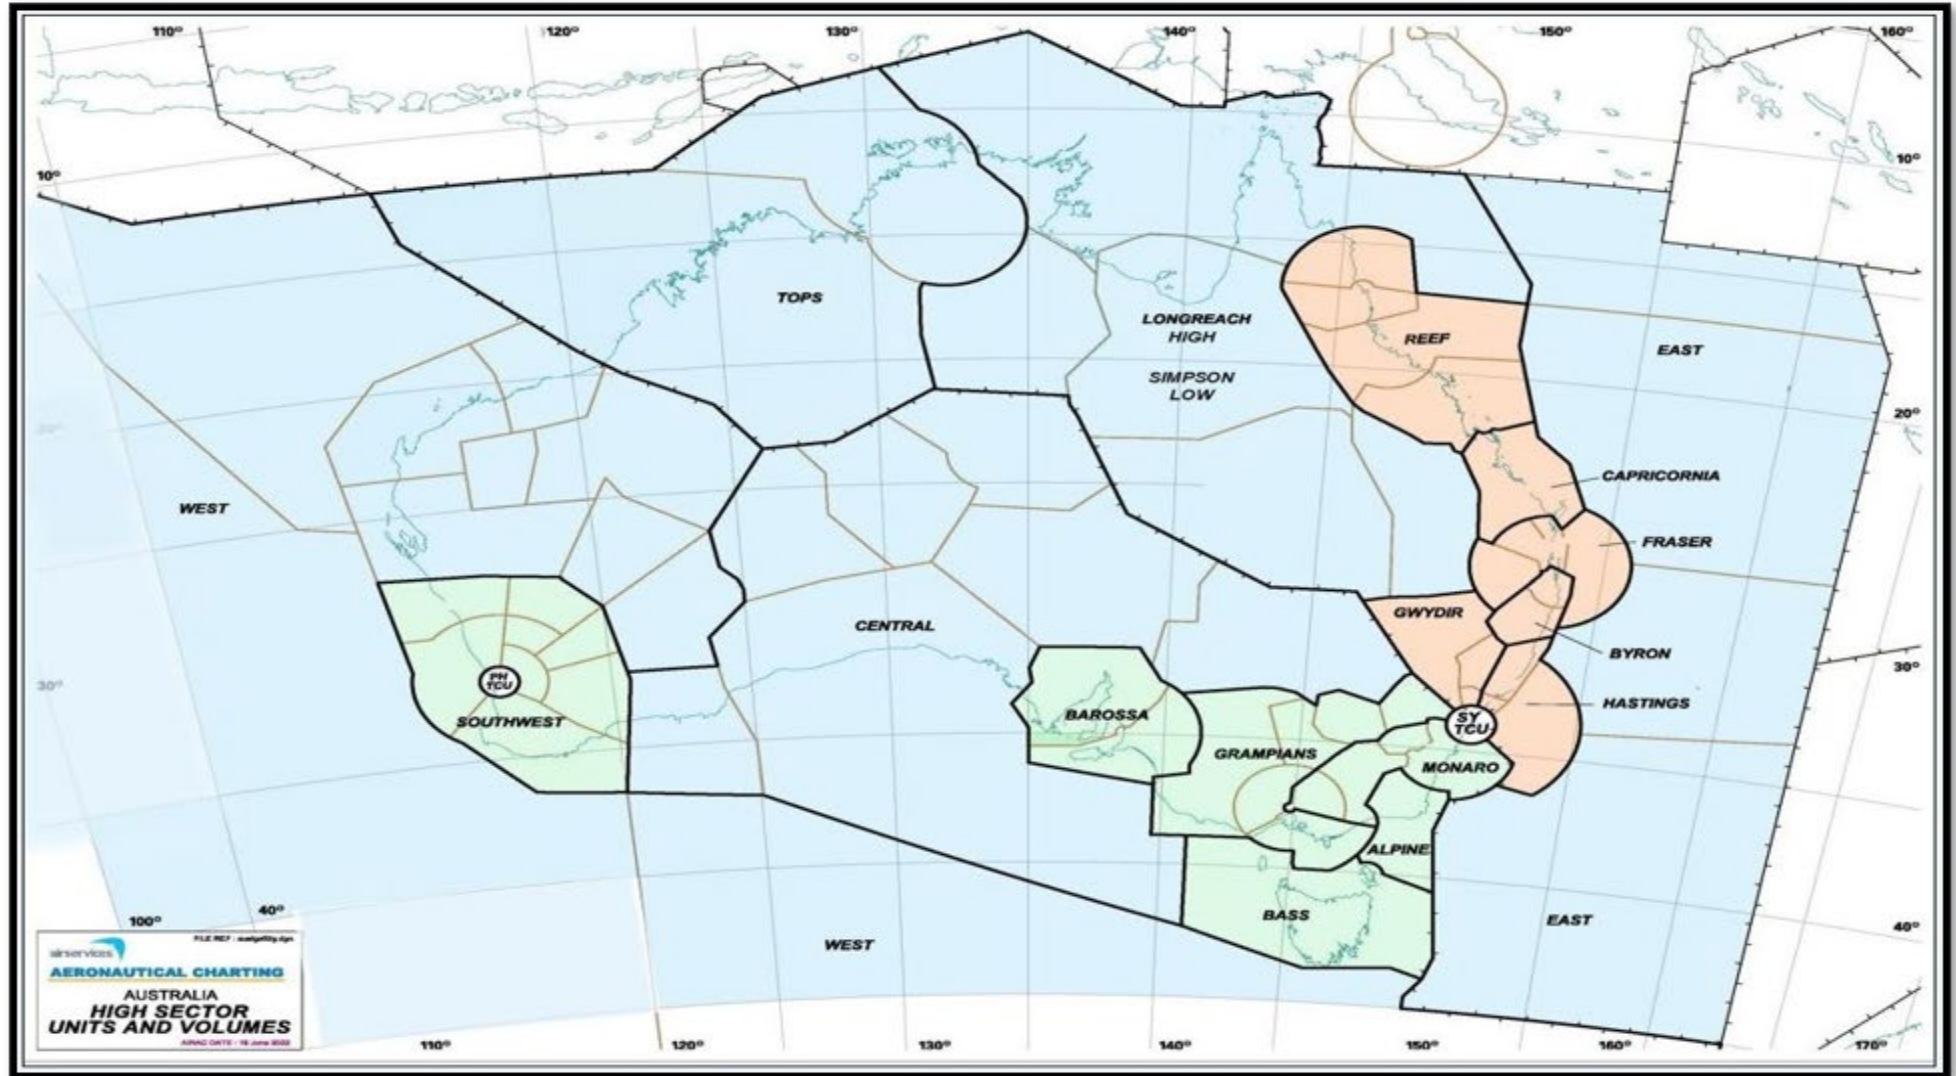 110°
120°
130°
140°
150°
160°
10°
10°
TOPS
LONGREACH
HIGH
SIMPSON
LOW
REEF
EAST
20°
20°
CAPRICORNIA
WEST
FRASER
GWYDIR
CENTRAL
BYRON
30°
30°
PH
TCU
SOUTHWEST
BAROSSA
HASTINGS
SY
TCU
GRAMPIANS
MONARO
ALPINE
BASS
EAST
WEST
40°
100°
40°
airservices
AERONAUTICAL CHARTING
AUSTRALIA
HIGH SECTOR
UNITS AND VOLUMES
110°
120°
130°
140°
150°
160°
170°